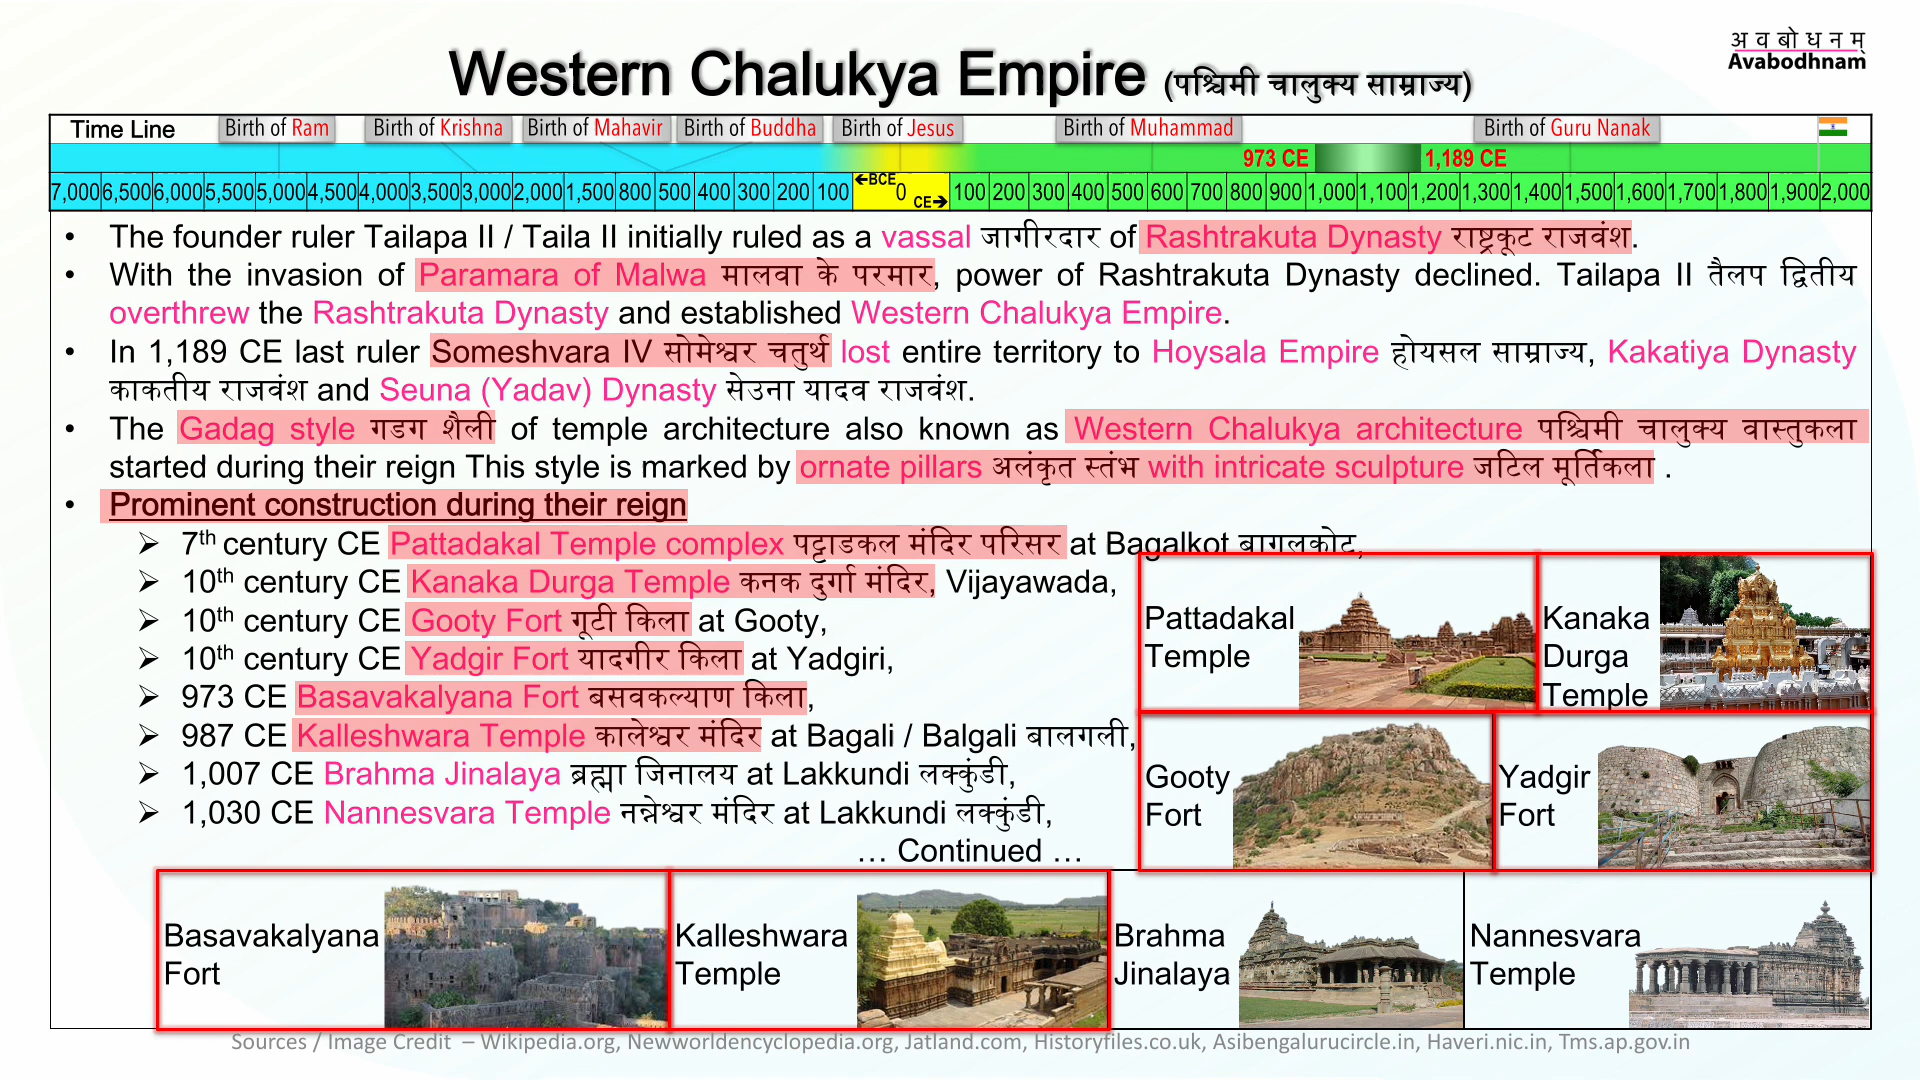 अ व बो ध न म्
Avabodhnam
Western Chalukya Empire (पश्चिमी चालुक्य साम्राज्य)
Time Line
Birth of Ram
Birth of Krishna
Birth of Mahavir
Birth of Buddha
Birth of Jesus
Birth of Muhammad
Birth of Guru Nanak
973 CE
1,189 CE
7,000 6,500 6,000 5,500 5,000 4,500 4,000 3,500 3,000 2,000 1,500 800 500 400 300 200 100 🡸BCE 0 CE🡺 100 200 300 400 500 600 700 800 900 1,000 1,100 1,200 1,300 1,400 1,500 1,600 1,700 1,800 1,900 2,000
• The founder ruler Tailapa II / Taila II initially ruled as a vassal जागीरदार of Rashtrakuta Dynasty राष्ट्रकूट राजवंश.
• With the invasion of Paramara of Malwa मालवा के परमार, power of Rashtrakuta Dynasty declined. Tailapa II तैलप द्वितीय
overthrew the Rashtrakuta Dynasty and established Western Chalukya Empire.
• In 1,189 CE last ruler Someshvara IV सोमेश्वर चतुर्थ lost entire territory to Hoysala Empire होयसल साम्राज्य, Kakatiya Dynasty
काकतीय राजवंश and Seuna (Yadav) Dynasty सेउना यादव राजवंश.
• The Gadag style गडग शैली of temple architecture also known as Western Chalukya architecture पश्चिमी चालुक्य वास्तुकला
started during their reign This style is marked by ornate pillars अलंकृत स्तंभ with intricate sculpture जटिल मूर्तिकला .
• Prominent construction during their reign
➢ 7th century CE Pattadakal Temple complex पट्टाडकल मंदिर परिसर at Bagalkot बागलकोट,
➢ 10th century CE Kanaka Durga Temple कनक दुर्गा मंदिर, Vijayawada,
➢ 10th century CE Gooty Fort गूटी किला at Gooty,
➢ 10th century CE Yadgir Fort यादगीर किला at Yadgiri,
➢ 973 CE Basavakalyana Fort बसवकल्याण किला,
➢ 987 CE Kalleshwara Temple कालेश्वर मंदिर at Bagali / Balgali बालगली,
➢ 1,007 CE Brahma Jinalaya ब्रह्मा जिनालय at Lakkundi लक्कुंडी,
➢ 1,030 CE Nannesvara Temple नन्नेश्वर मंदिर at Lakkundi लक्कुंडी,
… Continued …
Pattadakal
Temple
Kanaka
Durga
Temple
Gooty
Fort
Yadgir
Fort
Basavakalyana
Fort
Kalleshwara
Temple
Brahma
Jinalaya
Nannesvara
Temple
Sources / Image Credit – Wikipedia.org, Newworldencyclopedia.org, Jatland.com, Historyfiles.co.uk, Asibengalurucircle.in, Haveri.nic.in, Tms.ap.gov.in